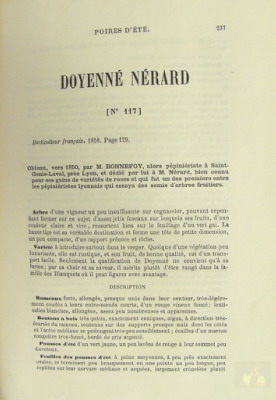 POIRES D'ÉTÉ. 237
DOYENNÉ NÉRARD
[N° 117]
Horticulteur français. 1858. Page 129.
Obtenu, vers 1850, par M. BONNEFOY, alors pépiniériste à Saint-
Genis-Laval, près Lyon, et dédié par lui à M. Nérard, bien connu
pour ses gains de variétés de roses et qui fut un des premiers entre
les pépiniéristes lyonnais qui essaya des semis d'arbres fruitiers.
Arbre d'une vigueur un peu insuffisante sur cognassier, pouvant cepen-
dant former sur ce sujet d'assez jolis fuseaux sur lesquels ses fruits, d'une
couleur claire et vive, ressortent bien sur le feuillage d'un vert gai. La
haute tige est sa véritable destination et forme une tête de petite dimension,
un peu compacte, d'un rapport précoce et riche.
Variété à introduire surtout dans le verger. Quoique d'une végétation peu
luxuriante, elle est rustique, et son fruit, de bonne qualité, est d'un trans-
port facile. Seulement la qualification de Doyenné ne convient qu'à sa
forme; par sa chair et sa saveur, il mérite plutôt d'être rangé dans la fa-
mille des Blanquets où il peut figurer avec avantage.
DESCRIPTION
Rameaux forts, allongés, presque unis dans leur contour, très-légère-
ment coudés à leurs entre-nœuds courts, d'un rouge vineux foncé; lenti-
celles blanches, allongées, assez peu nombreuses et apparentes.
Boutons à bois très-petits, exactement coniques, aigus, à direction très-
écartée du rameau, soutenus sur des supports presque nuls dont les côtés
et l'arête médiane se prolongent très-peu sensiblement; écailles d'un marron
rougeâtre très-foncé, bordé de gris argenté.
Pousses d'été d'un vert jaune, un peu lavées de rouge à leur sommet peu
duveteux.
Feuilles des pousses d'été à peine moyennes, à peu près exactement
ovales, se terminant peu brusquement en une pointe un peu longue, peu
repliées sur leur nervure médiane et arquées, largement crénelées plutôt